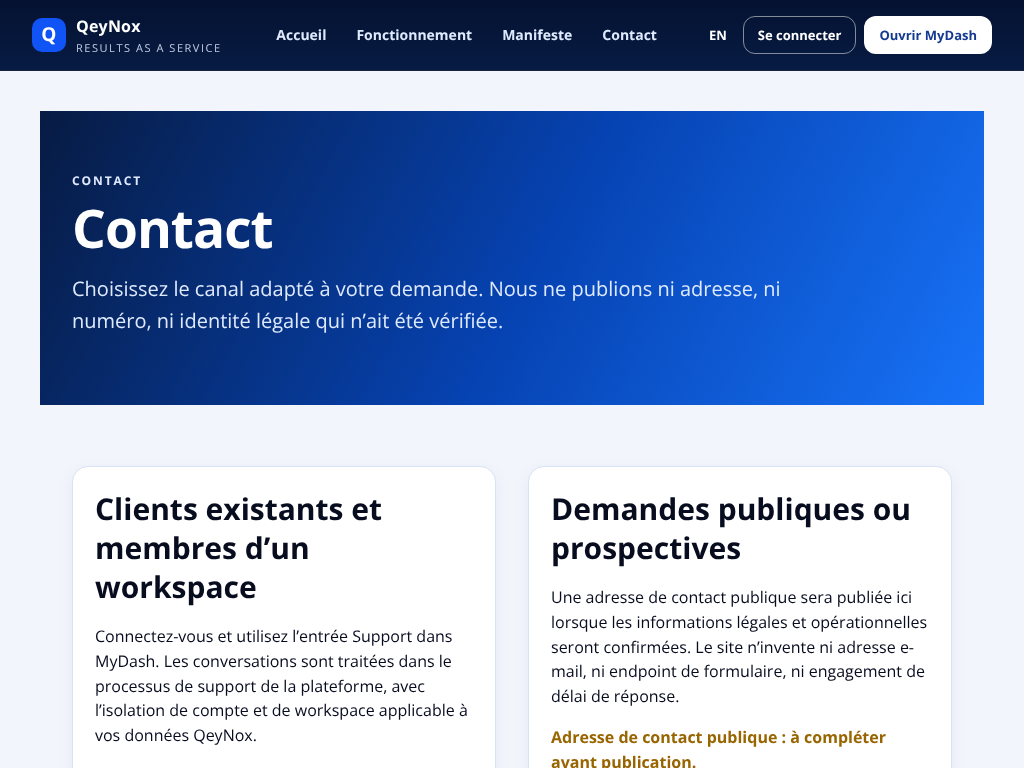 Q
QeyNox
RESULTS AS A SERVICE
Accueil
Fonctionnement
Manifeste
Contact
EN
Se connecter
Ouvrir MyDash
CONTACT
Contact
Choisissez le canal adapté à votre demande. Nous ne publions ni adresse, ni
numéro, ni identité légale qui n’ait été vérifiée.
Clients existants et
membres d’un
workspace
Connectez-vous et utilisez l’entrée Support dans
MyDash. Les conversations sont traitées dans le
processus de support de la plateforme, avec
l’isolation de compte et de workspace applicable à
vos données QeyNox.
Demandes publiques ou
prospectives
Une adresse de contact publique sera publiée ici
lorsque les informations légales et opérationnelles
seront confirmées. Le site n’invente ni adresse e-
mail, ni endpoint de formulaire, ni engagement de
délai de réponse.
Adresse de contact publique : à compléter
avant publication.